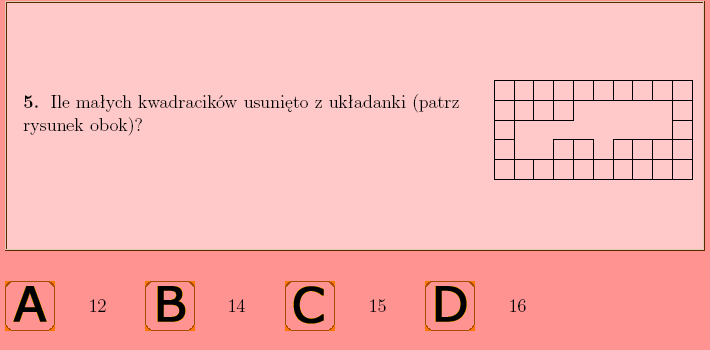 5. Ile małych kwadracików usunięto z układanki (patrz
rysunek obok)?
A 12 B 14 C 15 D 16